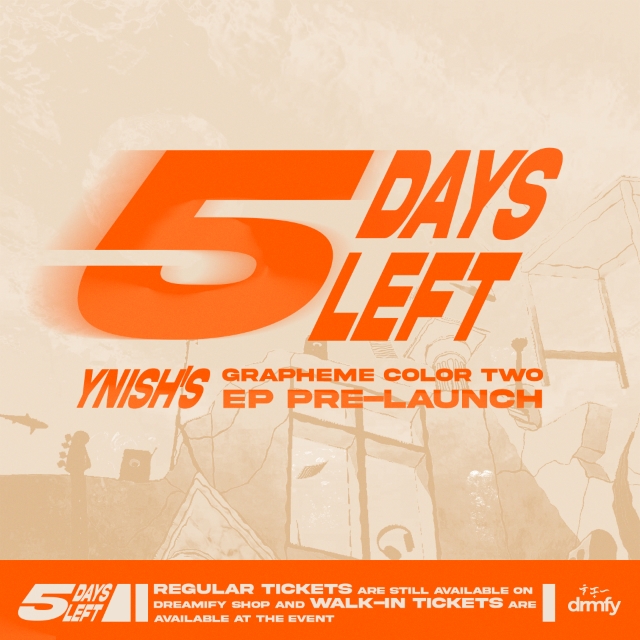 5 DAYS
LEFT
YNISH'S
GRAPHEME COLOR TWO
EP PRE-LAUNCH
5 DAYS
LEFT
REGULAR TICKETS ARE STILL AVAILABLE ON
DREAMIFY SHOP AND WALK-IN TICKETS ARE
AVAILABLE AT THE EVENT
drmfy